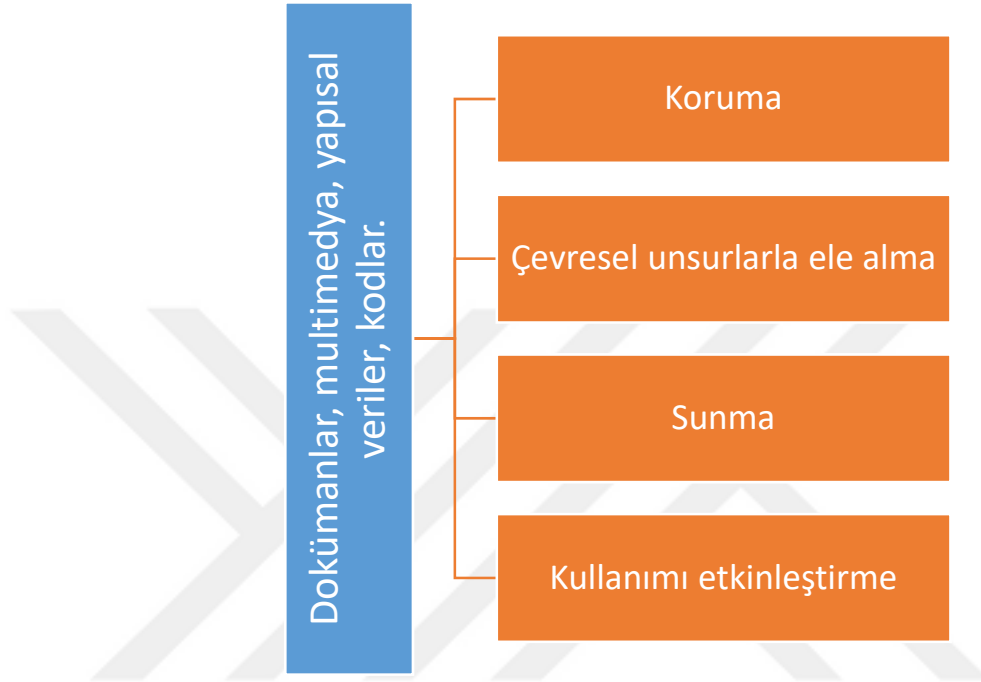 Dokümanlar, multimedya, yapısal
veriler, kodlar.
Koruma
Çevresel unsurlarla ele alma
Sunma
Kullanımı etkinleştirme